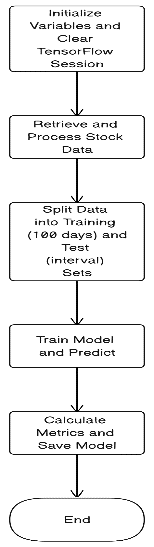 Initialize
Variables and
Clear
TensorFlow
Session
Retrieve and
Process Stock
Data
Split Data
into Training
(100 days) and
Test
(interval)
Sets
Train Model
and Predict
Calculate
Metrics and
Save Model
End